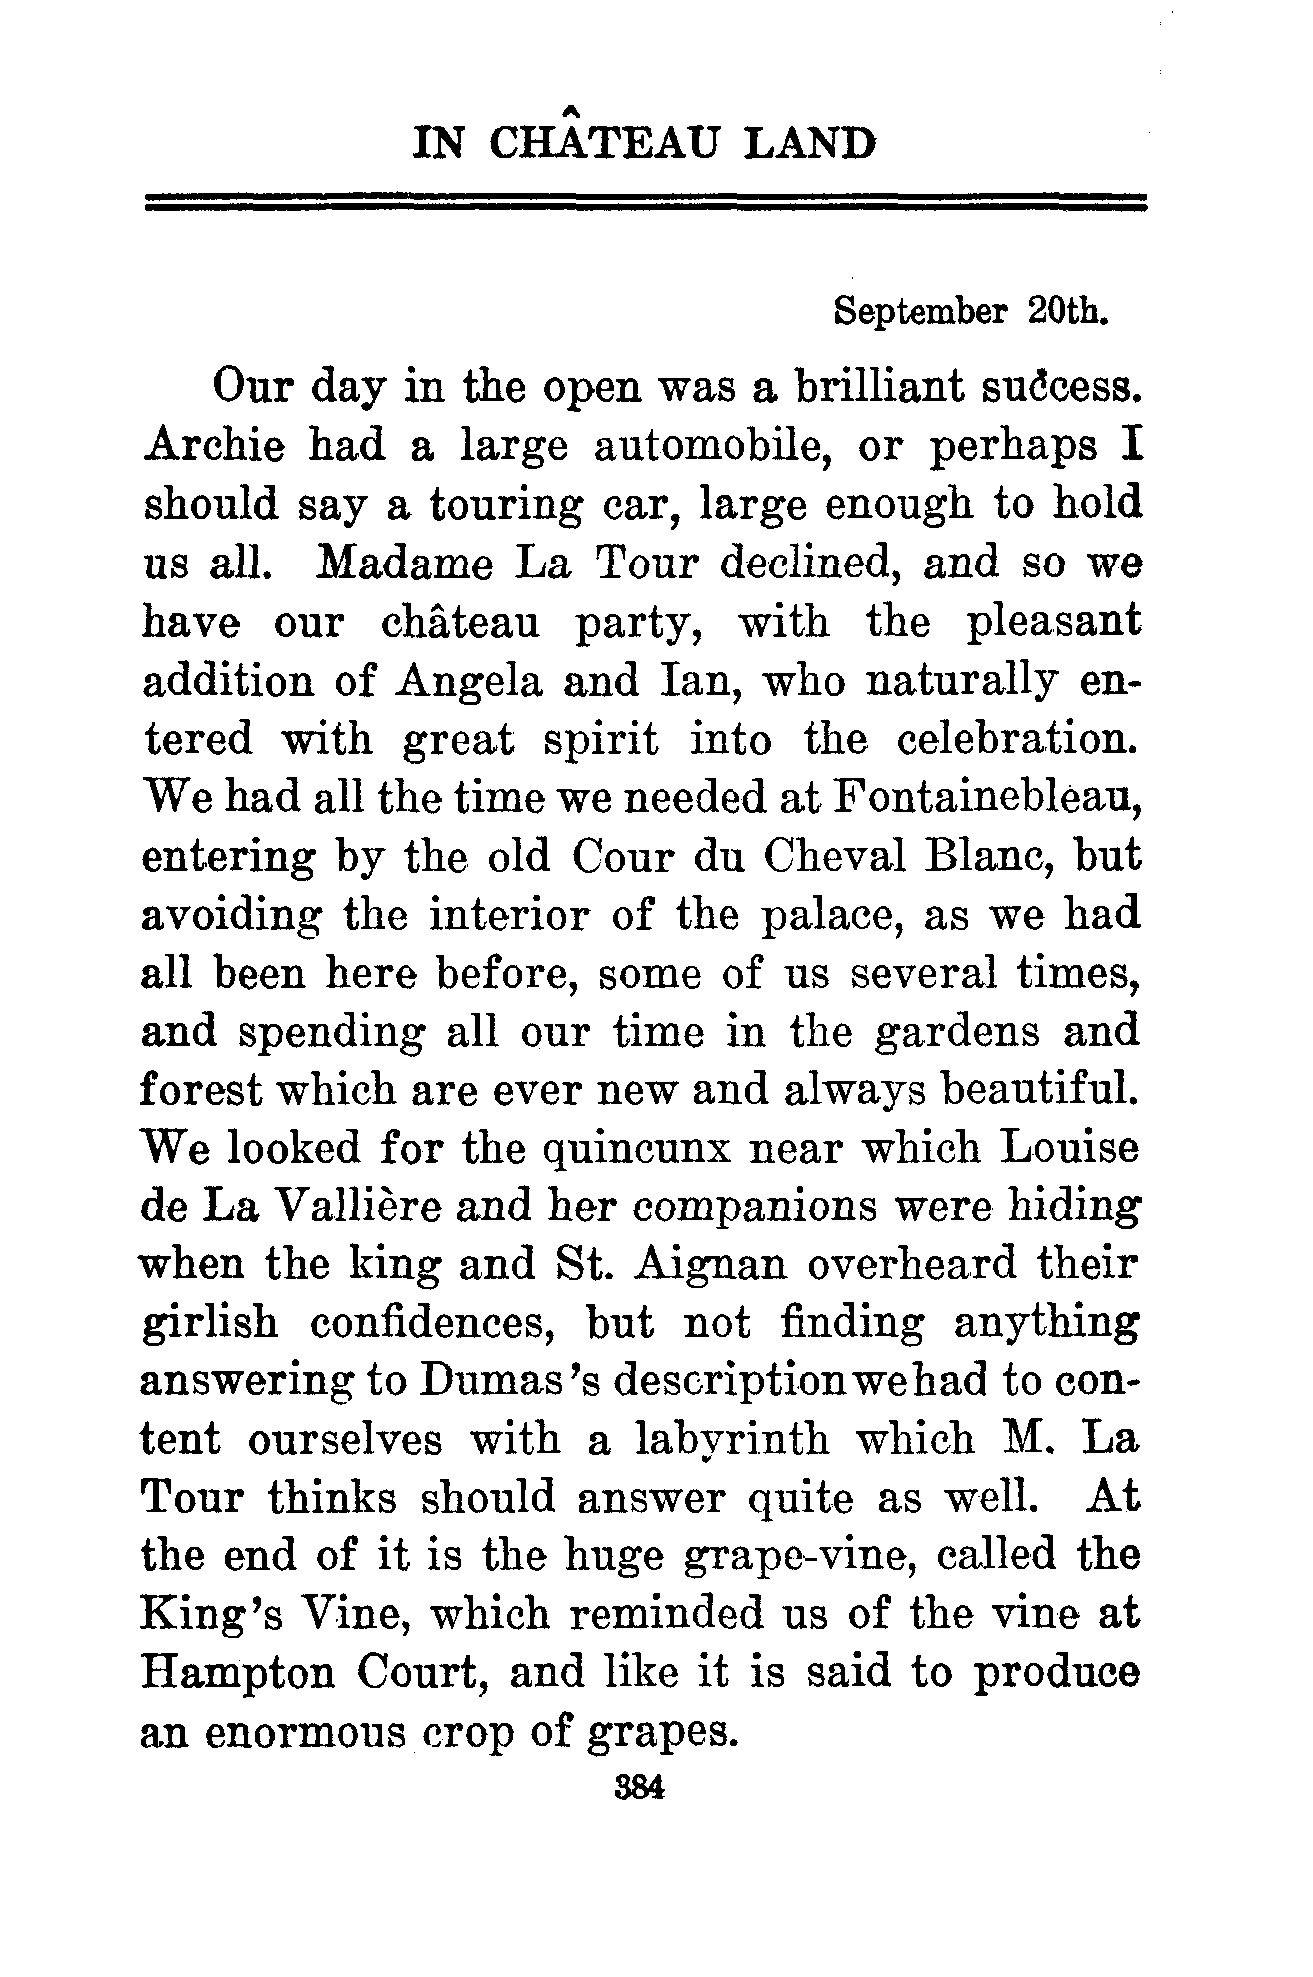 IN CHÂTEAU LAND
September 20th.
Our day in the open was a brilliant success.
Archie had a large automobile, or perhaps I
should say a touring car, large enough to hold
us all. Madame La Tour declined, and so we
have our château party, with the pleasant
addition of Angela and Ian, who naturally en-
tered with great spirit into the celebration.
We had all the time we needed at Fontainebleau,
entering by the old Cour du Cheval Blanc, but
avoiding the interior of the palace, as we had
all been here before, some of us several times,
and spending all our time in the gardens and
forest which are ever new and always beautiful.
We looked for the quincunx near which Louise
de La Vallière and her companions were hiding
when the king and St. Aignan overheard their
girlish confidences, but not finding anything
answering to Dumas's description we had to con-
tent ourselves with a labyrinth which M. La
Tour thinks should answer quite as well. At
the end of it is the huge grape-vine, called the
King's Vine, which reminded us of the vine at
Hampton Court, and like it is said to produce
an enormous crop of grapes.
384